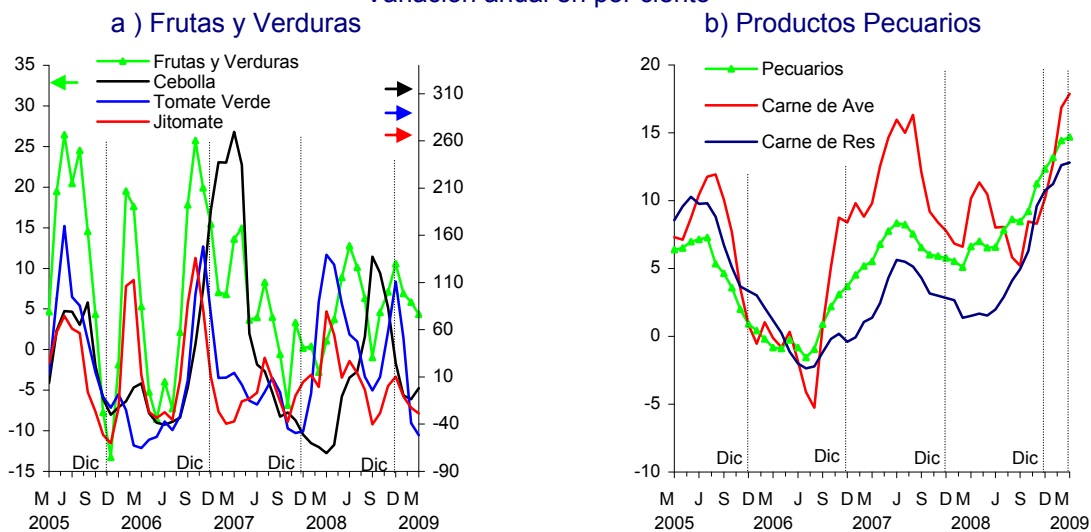 a ) Frutas y Verduras
b) Productos Pecuarios
35
30
25
20
15
10
5
0
-5
-10
-15
Frutas y Verduras
Cebolla
Tomate Verde
Jitomate
310
260
210
160
110
60
10
-40
-90
Dic Dic Dic Dic
M J S D M J S D M J S D M J S D M
2005 2006 2007 2008 2009
20
15
10
5
0
-5
-10
Pecuarios
Carne de Ave
Carne de Res
Dic Dic Dic Dic
M J S D M J S D M J S D M J S D M
2005 2006 2007 2008 2009